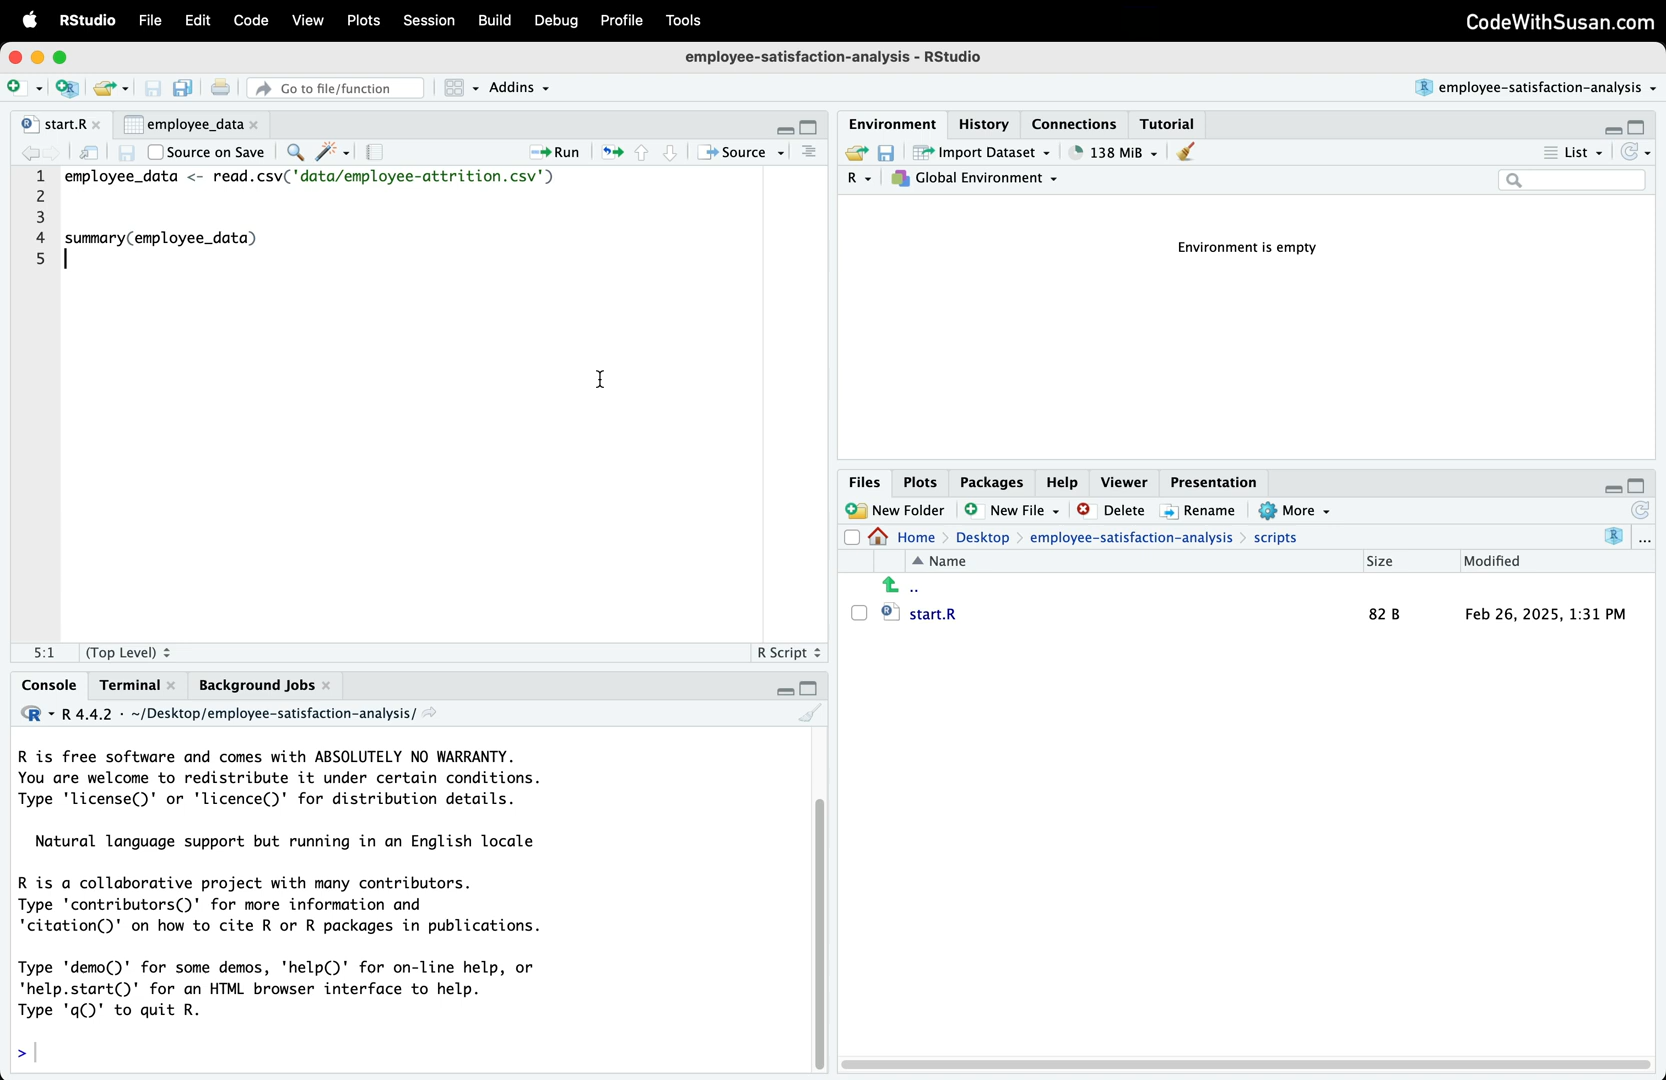 RStudio File Edit Code View Plots Session Build Debug Profile Tools CodeWithSusan.com
employee-satisfaction-analysis - RStudio
Go to file/function Addins employee-satisfaction-analysis
start.R employee_data
Source on Save Run Source
1 employee_data <- read.csv('data/employee-attrition.csv')
2
3
4 summary(employee_data)
5
5:1 (Top Level) R Script
Console Terminal Background Jobs
R 4.4.2 · ~/Desktop/employee-satisfaction-analysis/
R is free software and comes with ABSOLUTELY NO WARRANTY.
You are welcome to redistribute it under certain conditions.
Type 'license()' or 'licence()' for distribution details.
Natural language support but running in an English locale
R is a collaborative project with many contributors.
Type 'contributors()' for more information and
'citation()' on how to cite R or R packages in publications.
Type 'demo()' for some demos, 'help()' for on-line help, or
'help.start()' for an HTML browser interface to help.
Type 'q()' to quit R.
>
Environment History Connections Tutorial
Import Dataset 138 MiB List
R Global Environment
Environment is empty
Files Plots Packages Help Viewer Presentation
New Folder New File Delete Rename More
Home Desktop employee-satisfaction-analysis scripts ...
Name Size Modified
..
start.R 82 B Feb 26, 2025, 1:31 PM